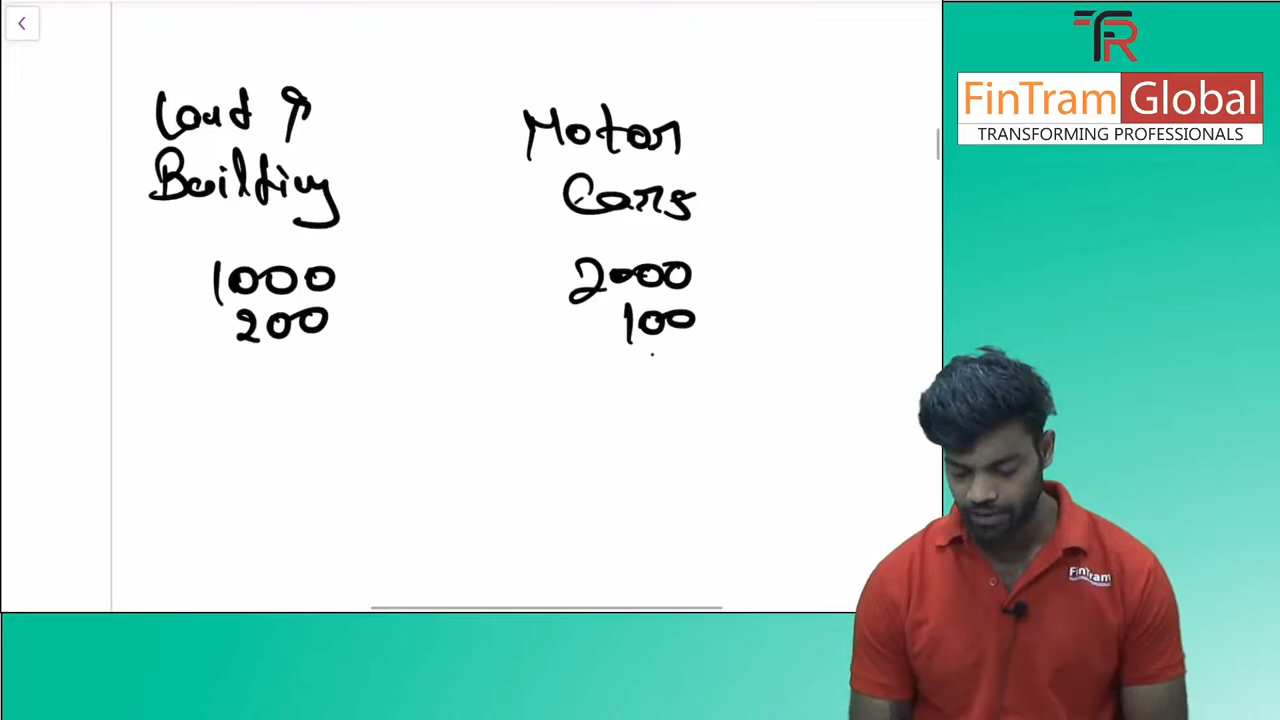 Land &
Building
1000
200
Motor
Cars
2000
100
FinTram Global
TRANSFORMING PROFESSIONALS
FinTram